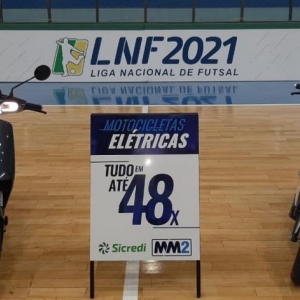 LNF2021
LIGA NACIONAL DE FUTSAL
MOTOCICLETAS
ELÉTRICAS
TUDO EM
ATÉ 48X
Sicredi MM2